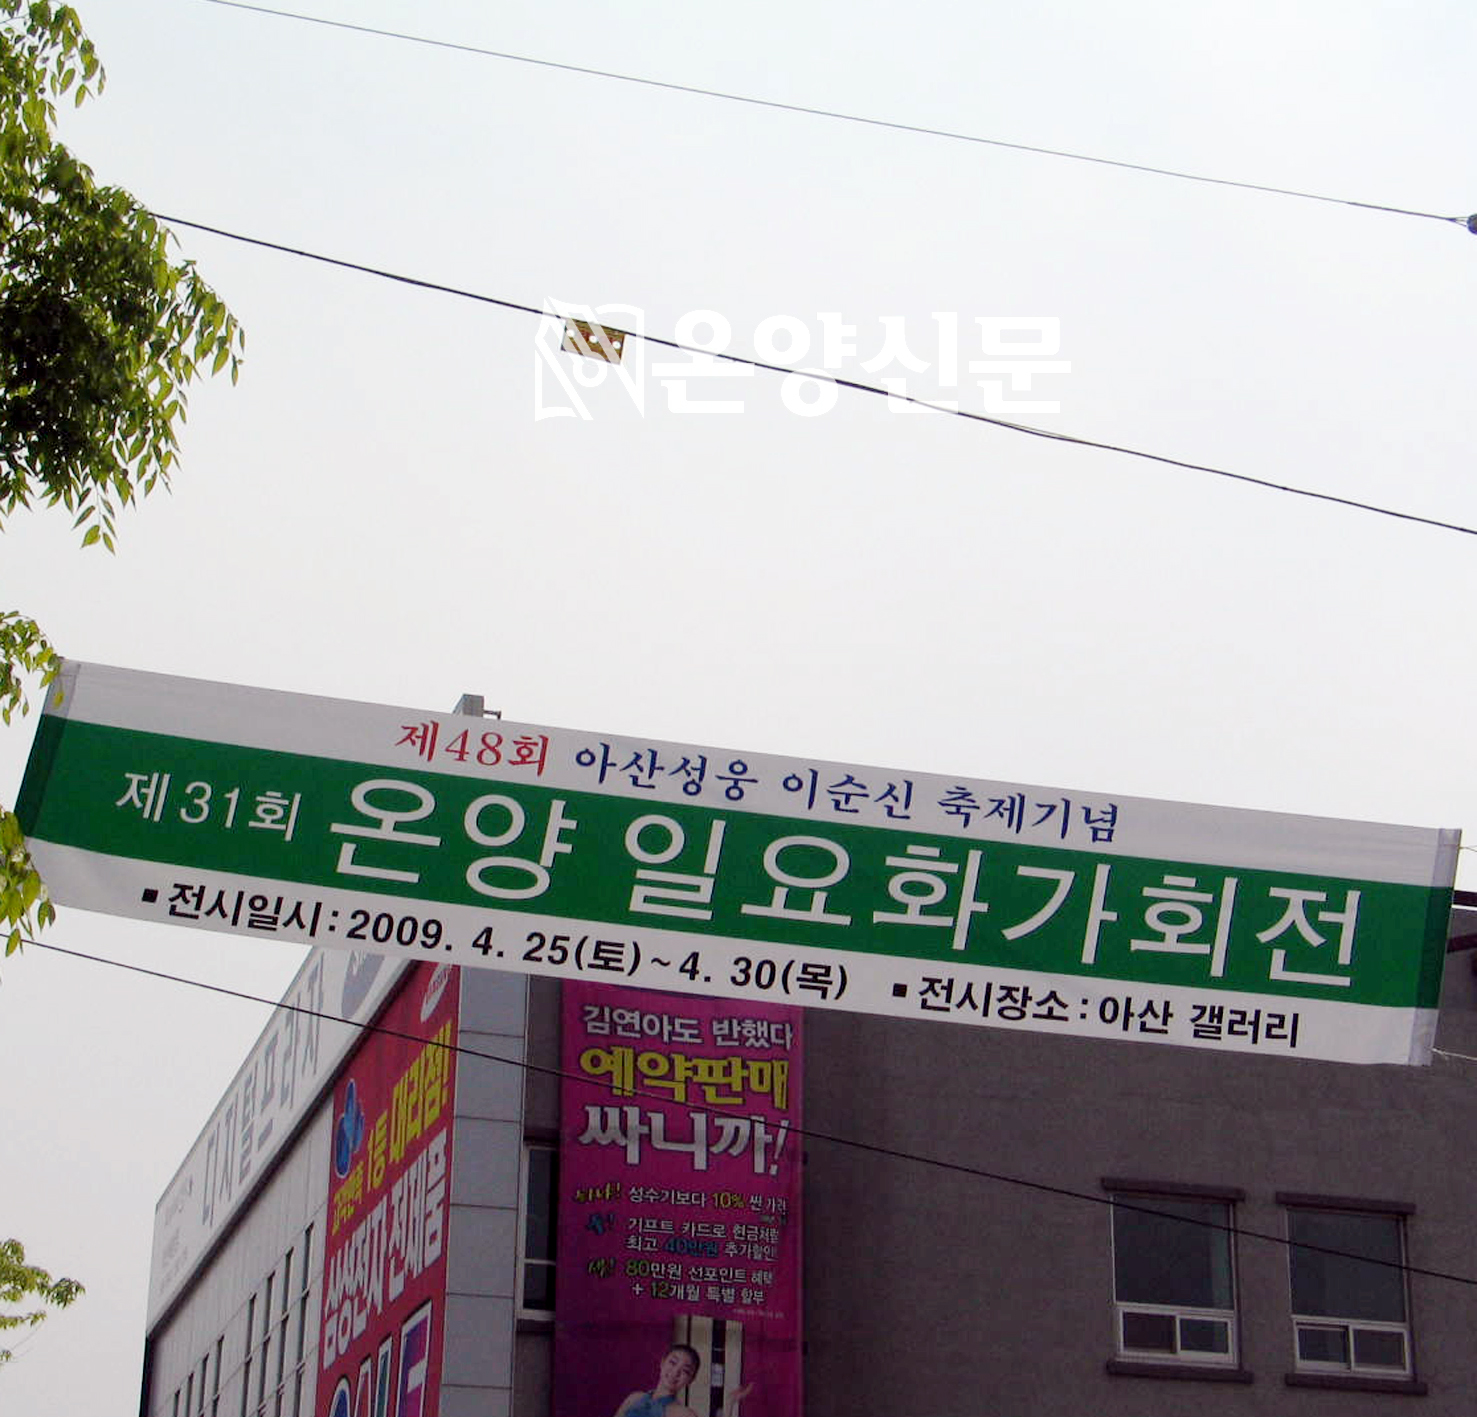 온양신문
제48회 아산성웅 이순신 축제기념
제31회 온양 일요화가회전
▪전시일시:2009. 4. 25(토)~4. 30(목) ▪전시장소:아산 갤러리
디지털프라자
1등 대리점!
삼성전자 전제품
김연아도 반했다
예약판매
싸니까!
하나! 성수기보다 10% 싼 가격
둘! 기프트 카드로 현금처럼
최고 40만원 추가할인
셋! 80만원 선포인트 혜택
+ 12개월 특별 할부